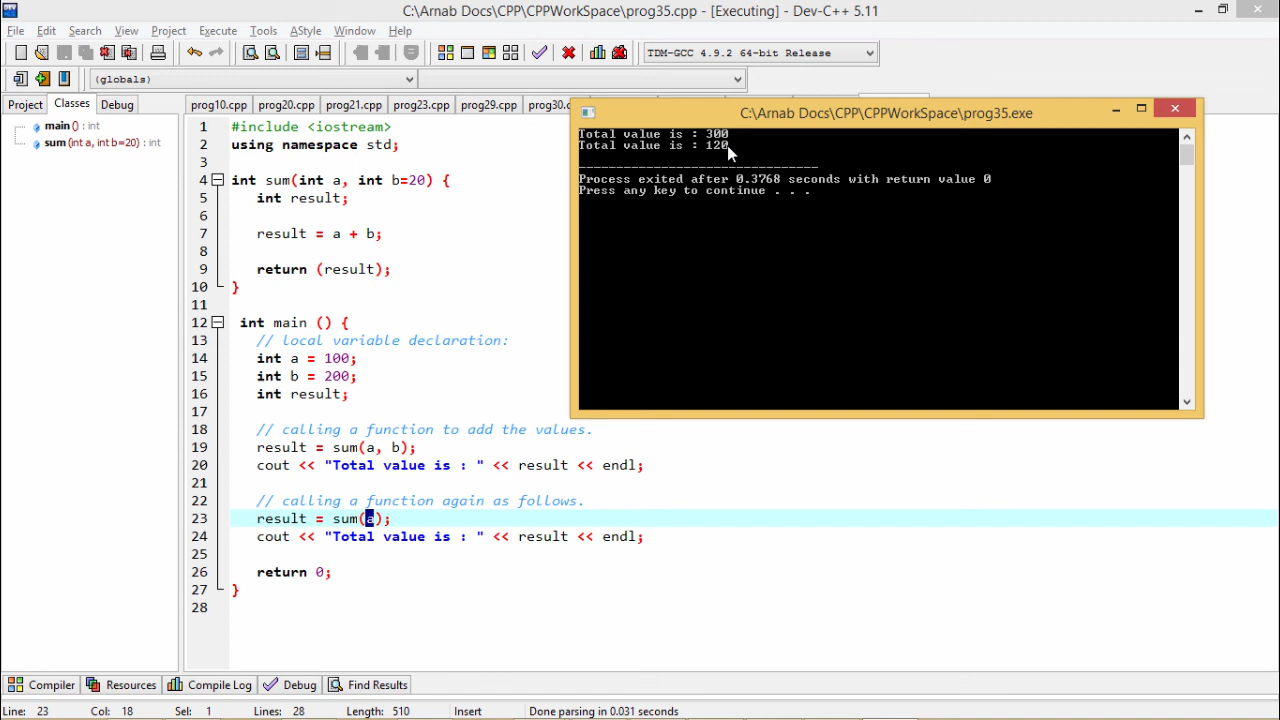 C:\Arnab Docs\CPP\CPPWorkSpace\prog35.cpp - [Executing] - Dev-C++ 5.11
File Edit Search View Project Execute Tools AStyle Window Help
TDM-GCC 4.9.2 64-bit Release
(globals)
Project Classes Debug
prog10.cpp prog20.cpp prog21.cpp prog23.cpp prog29.cpp prog30.c
main () : int
sum (int a, int b=20) : int
1 #include <iostream>
2 using namespace std;
3
4 int sum(int a, int b=20) {
5 int result;
6
7 result = a + b;
8
9 return (result);
10 }
11
12 int main () {
13 // local variable declaration:
14 int a = 100;
15 int b = 200;
16 int result;
17
18 // calling a function to add the values.
19 result = sum(a, b);
20 cout << "Total value is : " << result << endl;
21
22 // calling a function again as follows.
23 result = sum(a);
24 cout << "Total value is : " << result << endl;
25
26 return 0;
27 }
28
C:\Arnab Docs\CPP\CPPWorkSpace\prog35.exe
Total value is : 300
Total value is : 120
--------------------------------
Process exited after 0.3768 seconds with return value 0
Press any key to continue . . .
Compiler Resources Compile Log Debug Find Results
Line: 23 Col: 18 Sel: 1 Lines: 28 Length: 510 Insert Done parsing in 0.031 seconds